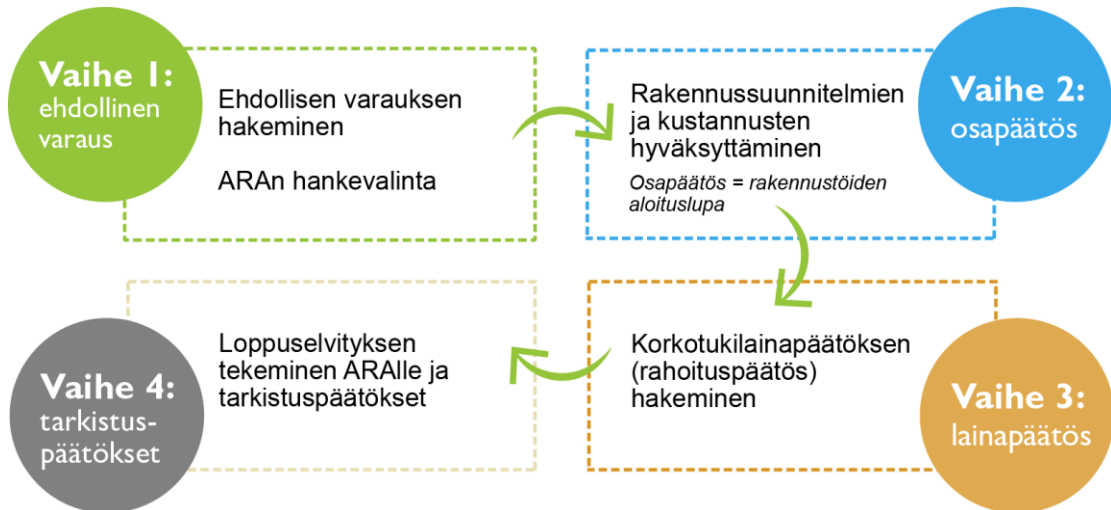 Vaihe 1:
ehdollinen
varaus
Ehdollisen varauksen
hakeminen
ARAn hankevalinta
Rakennussuunnitelmien
ja kustannusten
hyväksyttäminen
Osapäätös = rakennustöiden
aloituslupa
Vaihe 2:
osapäätös
Korkotukilainapäätöksen
(rahoituspäätös)
hakeminen
Vaihe 3:
lainapäätös
Loppuselvityksen
tekeminen ARAlle ja
tarkistuspäätökset
Vaihe 4:
tarkistus-
päätökset